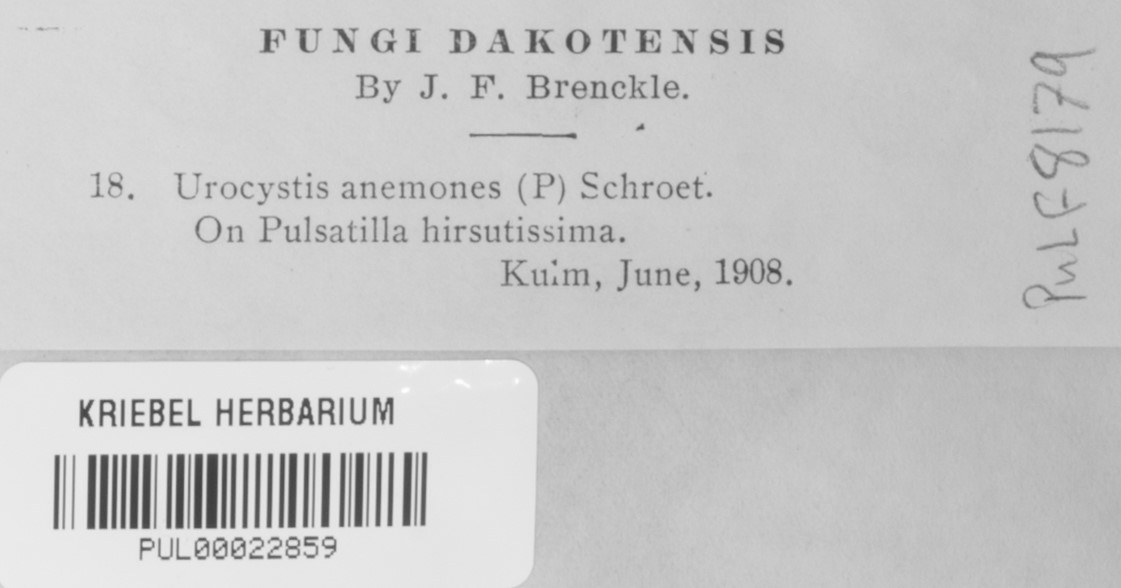 FUNGI DAKOTENSIS
By J. F. Brenckle.
18. Urocystis anemones (P) Schroet.
On Pulsatilla hirsutissima.
Kulm, June, 1908.
PUL F8179
KRIEBEL HERBARIUM
PUL00022859